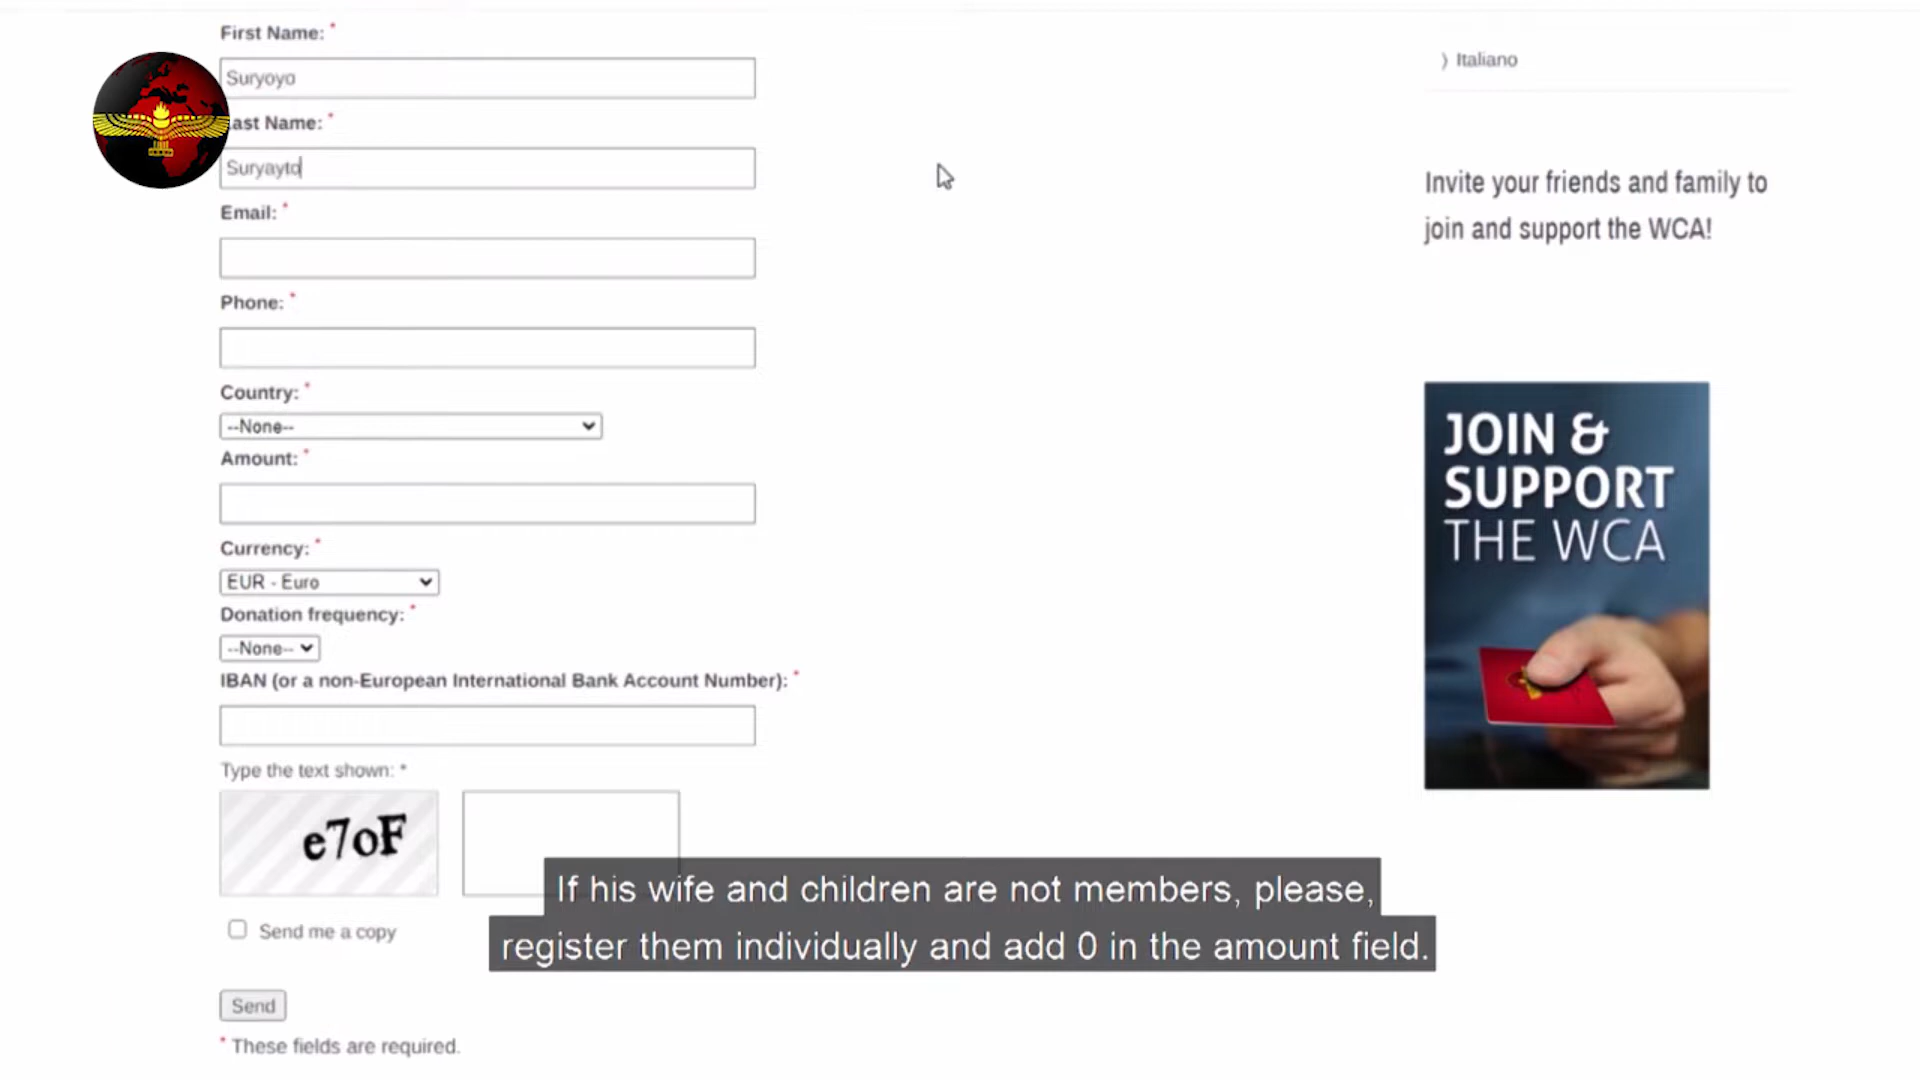 First Name: *
Suryoyo
Last Name: *
Suryayto
Email: *
Phone: *
Country: *
--None--
Amount: *
Currency: *
EUR - Euro
Donation frequency: *
--None--
IBAN (or a non-European International Bank Account Number): *
Type the text shown: *
e7oF
Send me a copy
Send
* These fields are required.
Italiano
Invite your friends and family to
join and support the WCA!
JOIN &
SUPPORT
THE WCA
If his wife and children are not members, please,
register them individually and add 0 in the amount field.